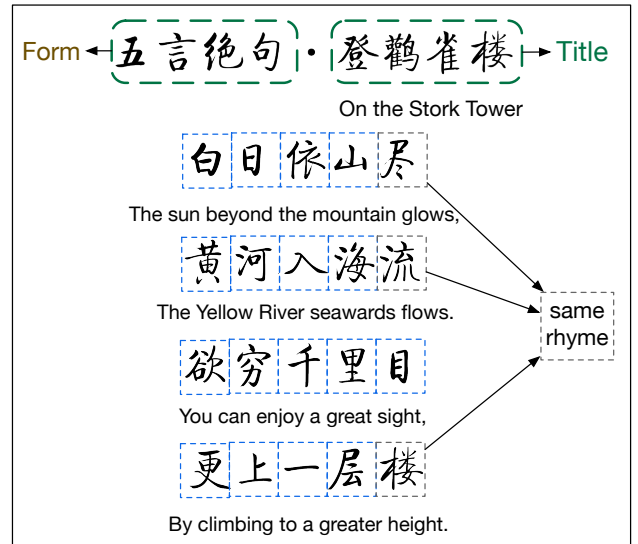 Form 五言绝句·登鹳雀楼 Title
On the Stork Tower
白日依山尽
The sun beyond the mountain glows,
黄河入海流
The Yellow River seawards flows.
same
rhyme
欲穷千里目
You can enjoy a great sight,
更上一层楼
By climbing to a greater height.